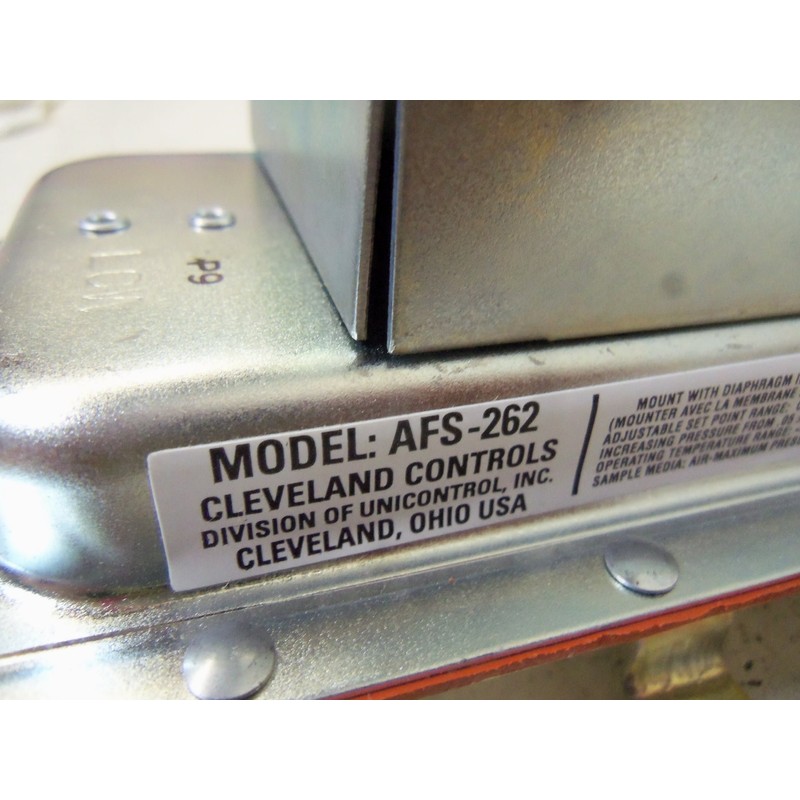 P9
MODEL: AFS-262
CLEVELAND CONTROLS
DIVISION OF UNICONTROL, INC.
CLEVELAND, OHIO USA
MOUNT WITH DIAPHRAGM
(MOUNTER AVEC LA MEMBRANE
ADJUSTABLE SET POINT RANGE:
INCREASING PRESSURE FROM .05
OPERATING TEMPERATURE RANGE:
SAMPLE MEDIA: AIR-MAXIMUM